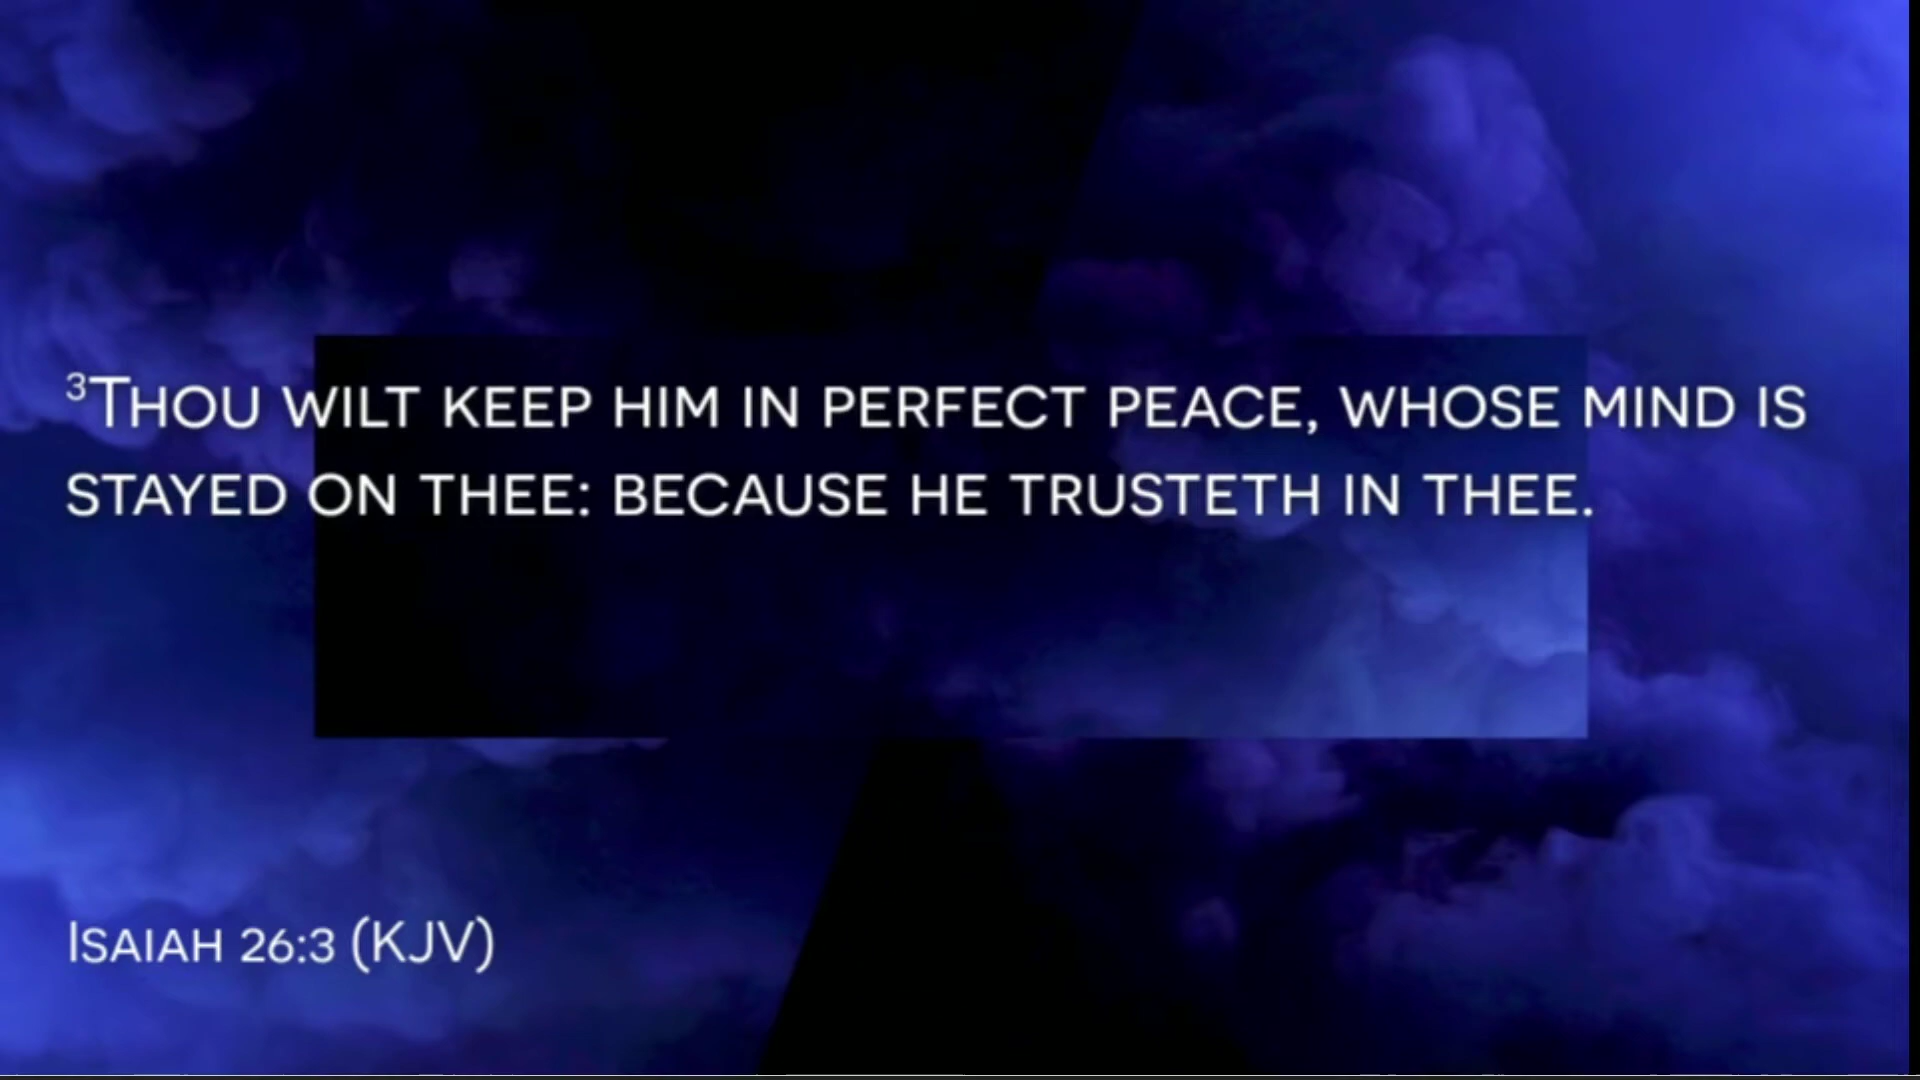 ³Thou wilt keep him in perfect peace, whose mind is
stayed on thee: because he trusteth in thee.
Isaiah 26:3 (KJV)